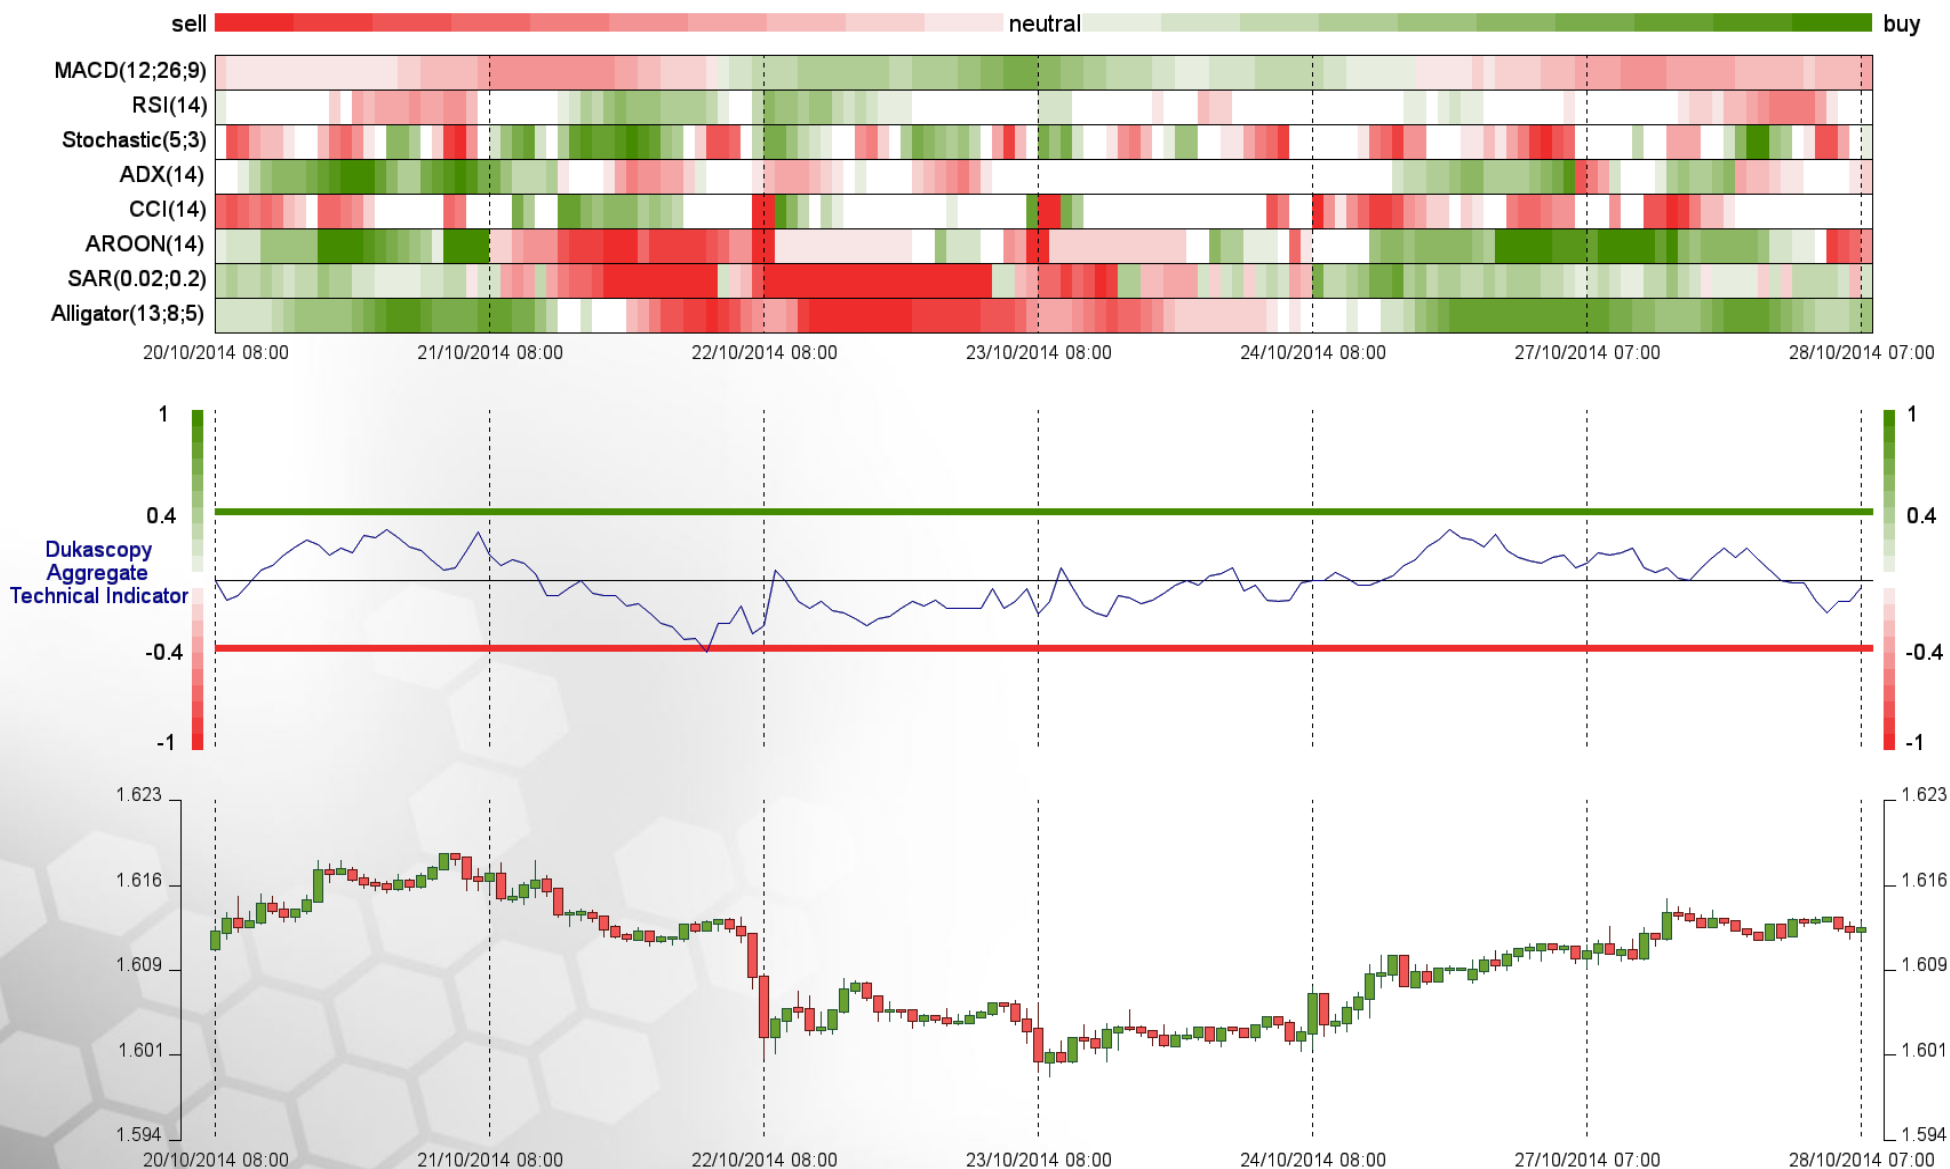 sell neutral buy
MACD(12;26;9)
RSI(14)
Stochastic(5;3)
ADX(14)
CCI(14)
AROON(14)
SAR(0.02;0.2)
Alligator(13;8;5)
20/10/2014 08:00 21/10/2014 08:00 22/10/2014 08:00 23/10/2014 08:00 24/10/2014 08:00 27/10/2014 07:00 28/10/2014 07:00
1 1
0.4 0.4
Dukascopy
Aggregate
Technical Indicator
-0.4 -0.4
-1 -1
1.623 1.623
1.616 1.616
1.609 1.609
1.601 1.601
1.594 1.594
20/10/2014 08:00 21/10/2014 08:00 22/10/2014 08:00 23/10/2014 08:00 24/10/2014 08:00 27/10/2014 07:00 28/10/2014 07:00